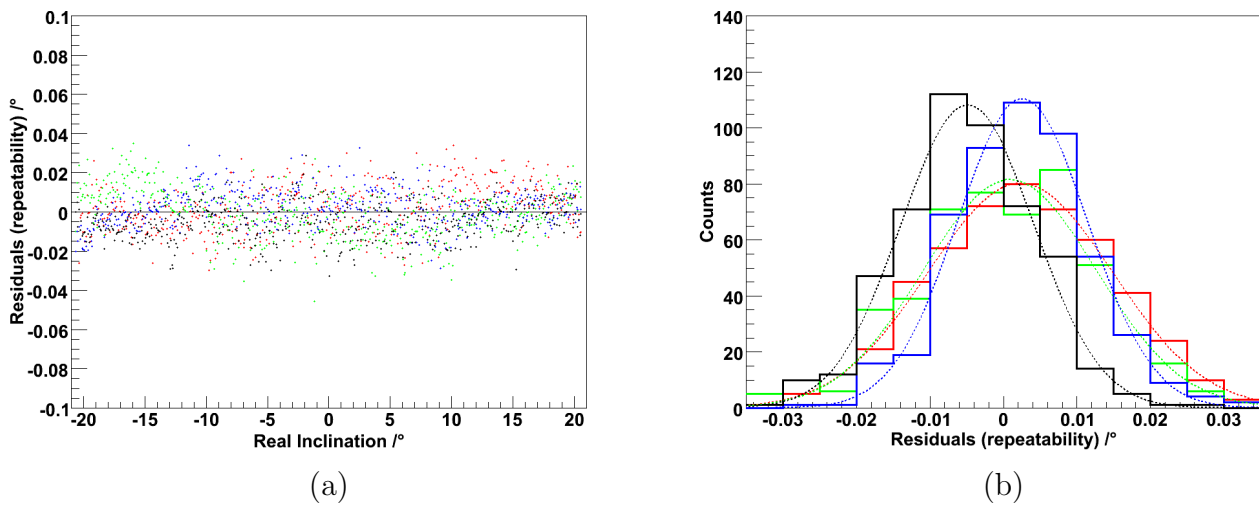 0.1
0.08
0.06
0.04
0.02
0
-0.02
-0.04
-0.06
-0.08
-0.1
Residuals (repeatability) /°
-20 -15 -10 -5 0 5 10 15 20
Real Inclination /°
(a)
140
120
100
80
60
40
20
0
Counts
-0.03 -0.02 -0.01 0 0.01 0.02 0.03
Residuals (repeatability) /°
(b)